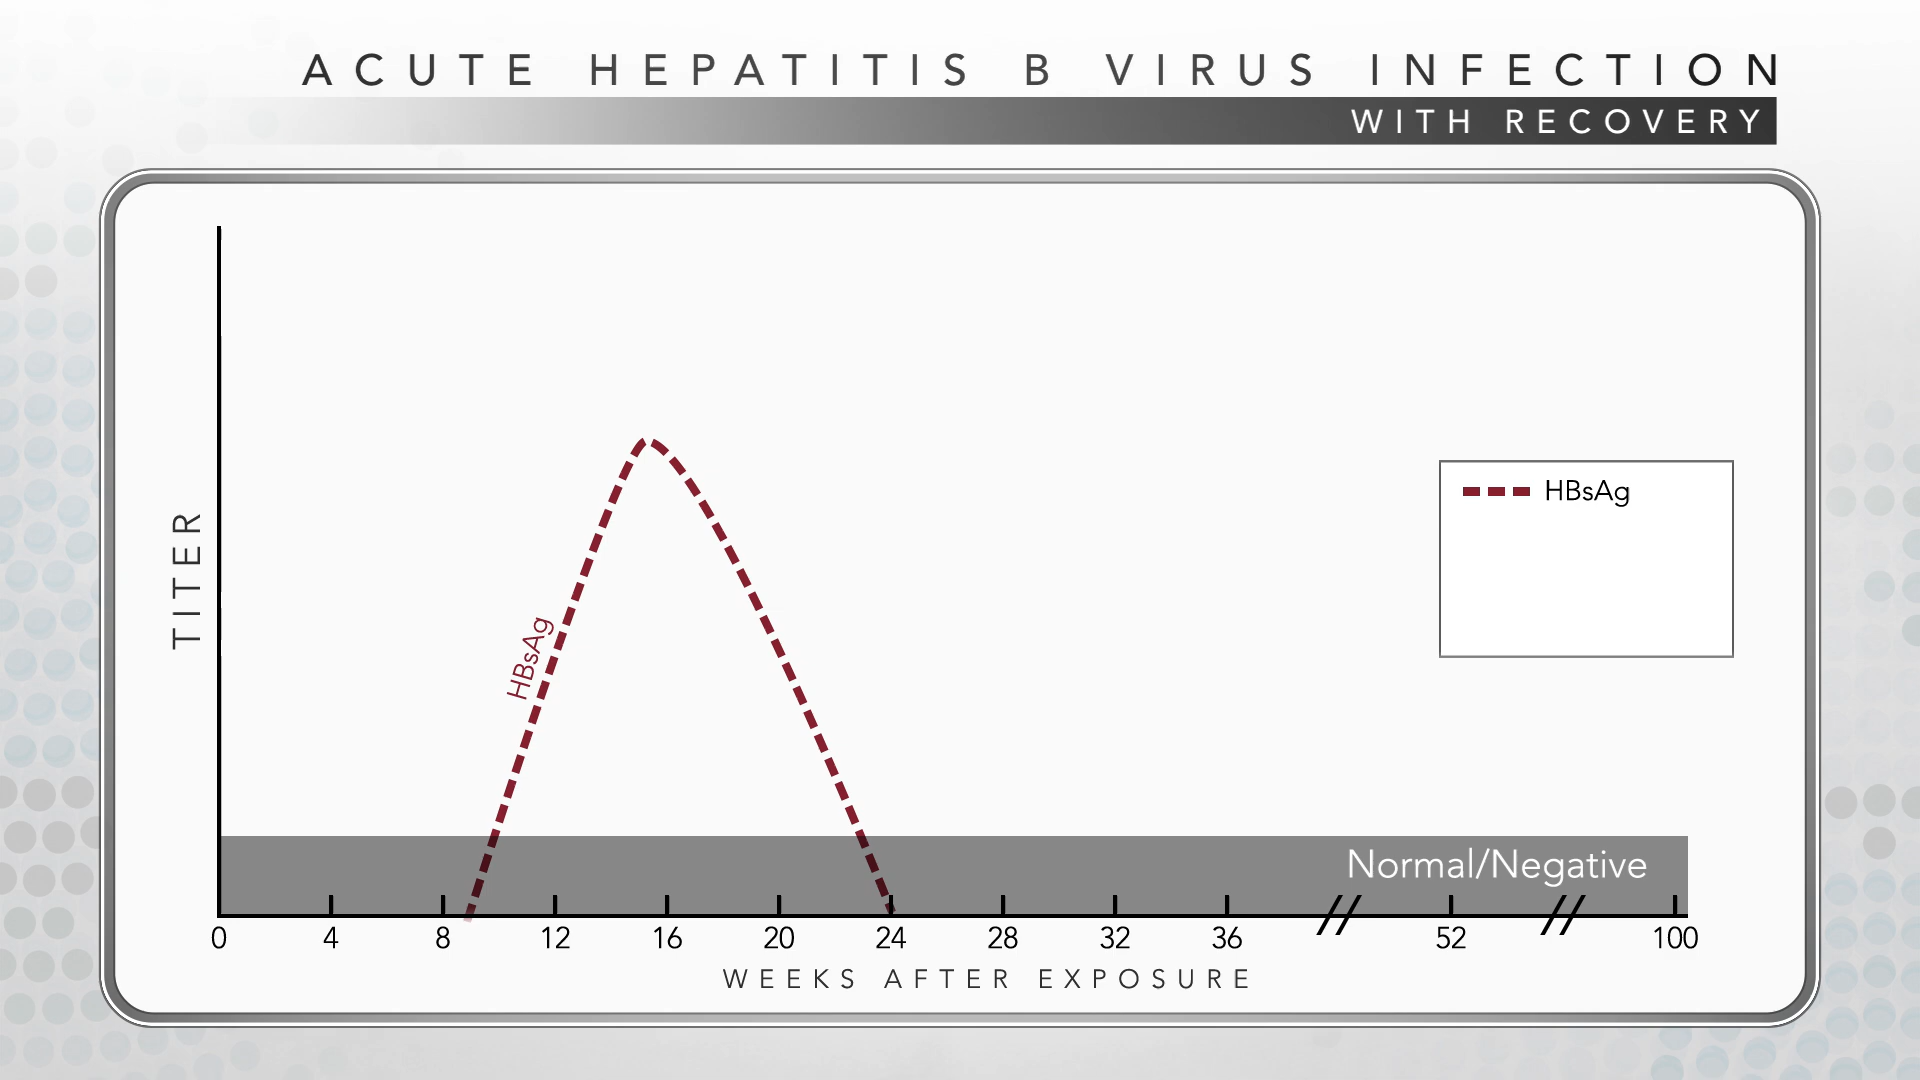 ACUTE HEPATITIS B VIRUS INFECTION
WITH RECOVERY
TITER
HBsAg
HBsAg
Normal/Negative
0 4 8 12 16 20 24 28 32 36 52 100
WEEKS AFTER EXPOSURE